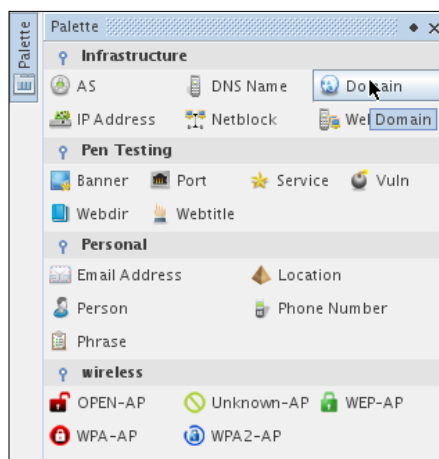 Palette
Palette
Infrastructure
AS DNS Name Domain
IP Address Netblock Domain
Pen Testing
Banner Port Service Vuln
Webdir Webtitle
Personal
Email Address Location
Person Phone Number
Phrase
wireless
OPEN-AP Unknown-AP WEP-AP
WPA-AP WPA2-AP